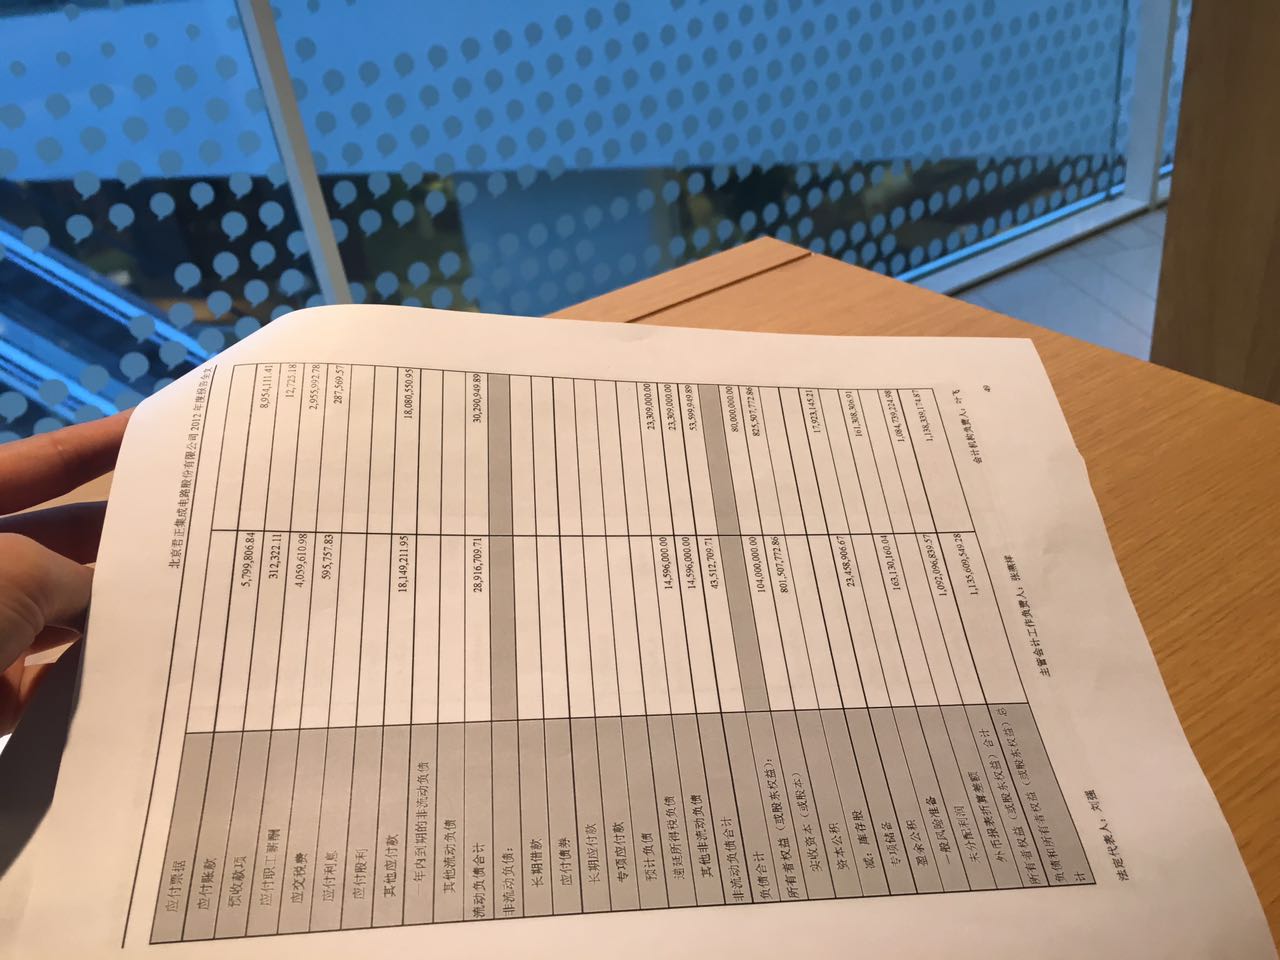 北京君正集成电路股份有限公司 2012 年度报告全文
应付票据
应付账款 5,799,806.84 8,954,111.41
预收款项 312,322.11 12,725.18
应付职工薪酬 4,059,610.98 2,955,992.78
应交税费 595,757.83 287,569.57
应付利息
应付股利
其他应付款 18,149,211.95 18,080,550.95
一年内到期的非流动负债
其他流动负债
流动负债合计 28,916,709.71 30,290,949.89
非流动负债：
长期借款
应付债券
长期应付款
专项应付款
预计负债
递延所得税负债
其他非流动负债 14,596,000.00 23,309,000.00
非流动负债合计 14,596,000.00 23,309,000.00
负债合计 43,512,709.71 53,599,949.89
所有者权益（或股东权益）：
实收资本（或股本） 104,000,000.00 80,000,000.00
资本公积 801,507,772.86 825,507,772.86
减：库存股
专项储备
盈余公积 23,458,906.67 17,923,145.21
一般风险准备
未分配利润 163,130,160.04 161,308,306.91
外币报表折算差额
所有者权益（或股东权益）合计 1,092,096,839.57 1,084,739,224.98
负债和所有者权益（或股东权益）总
计 1,135,609,549.28 1,138,339,174.87
法定代表人：刘强 主管会计工作负责人：张燕祥 会计机构负责人：叶飞
49